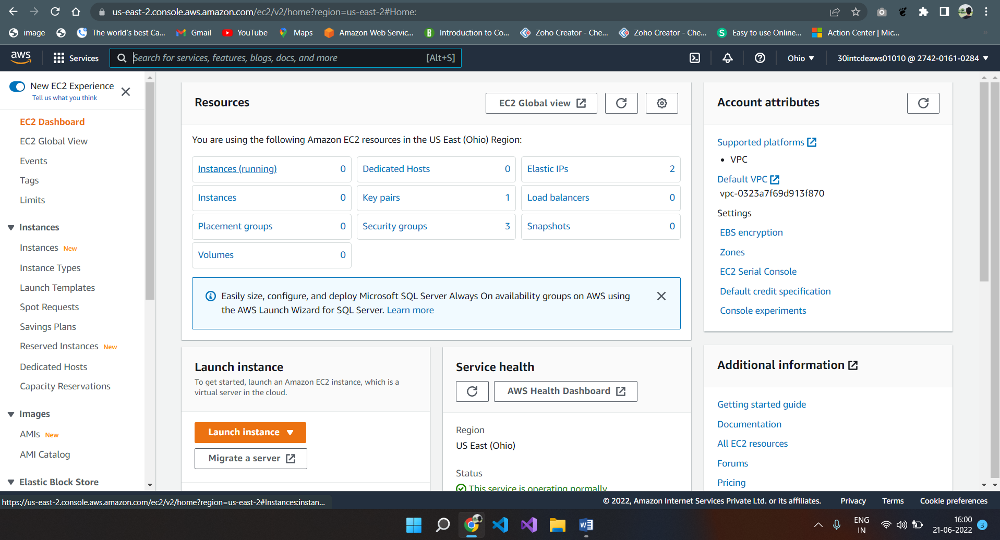 us-east-2.console.aws.amazon.com/ec2/v2/home?region=us-east-2#Home:
image
The world's best Ca...
Gmail
YouTube
Maps
Amazon Web Servic...
Introduction to Co...
Zoho Creator - Che...
Zoho Creator - Che...
Easy to use Online...
Action Center | Mic...
aws
Services
Search for services, features, blogs, docs, and more
[Alt+S]
Ohio
30intcdeaws01010 @ 2742-0161-0284
New EC2 Experience
Tell us what you think
EC2 Dashboard
EC2 Global View
Events
Tags
Limits
Instances
Instances New
Instance Types
Launch Templates
Spot Requests
Savings Plans
Reserved Instances New
Dedicated Hosts
Capacity Reservations
Images
AMIs New
AMI Catalog
Elastic Block Store
Resources
EC2 Global view
You are using the following Amazon EC2 resources in the US East (Ohio) Region:
Instances (running) 0
Dedicated Hosts 0
Elastic IPs 2
Instances 0
Key pairs 1
Load balancers 0
Placement groups 0
Security groups 3
Snapshots 0
Volumes 0
Easily size, configure, and deploy Microsoft SQL Server Always On availability groups on AWS using
the AWS Launch Wizard for SQL Server. Learn more
Launch instance
To get started, launch an Amazon EC2 instance, which is a
virtual server in the cloud.
Launch instance
Migrate a server
Service health
AWS Health Dashboard
Region
US East (Ohio)
Status
This service is operating normally
Account attributes
Supported platforms
• VPC
Default VPC
vpc-0323a7f69d913f870
Settings
EBS encryption
Zones
EC2 Serial Console
Default credit specification
Console experiments
Additional information
Getting started guide
Documentation
All EC2 resources
Forums
Pricing
https://us-east-2.console.aws.amazon.com/ec2/v2/home?region=us-east-2#Instances:instan...
© 2022, Amazon Internet Services Private Ltd. or its affiliates.
Privacy
Terms
Cookie preferences
ENG
IN
16:00
21-06-2022
3